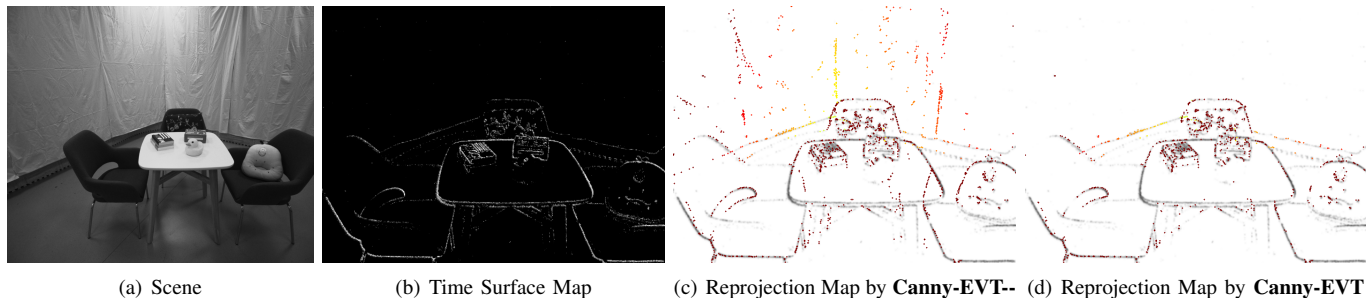 (a) Scene
(b) Time Surface Map
(c) Reprojection Map by Canny-EVT--
(d) Reprojection Map by Canny-EVT